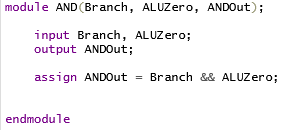 module AND(Branch, ALUZero, ANDOut);
input Branch, ALUZero;
output ANDOut;
assign ANDOut = Branch && ALUZero;
endmodule